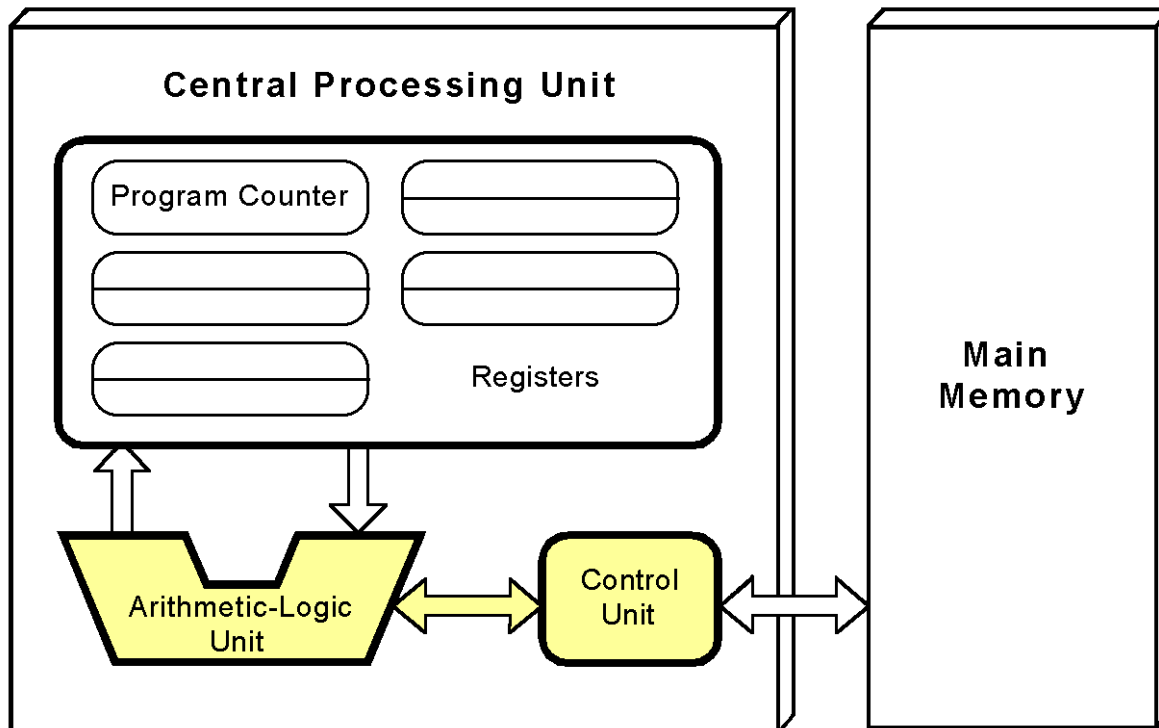 Central Processing Unit
Program Counter
Registers
Arithmetic-Logic
Unit
Control
Unit
Main
Memory